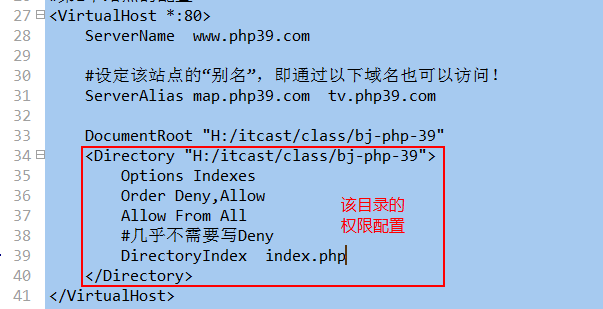 27 <VirtualHost *:80>
28 ServerName www.php39.com
29
30 #设定该站点的“别名”，即通过以下域名也可以访问！
31 ServerAlias map.php39.com tv.php39.com
32
33 DocumentRoot "H:/itcast/class/bj-php-39"
34 <Directory "H:/itcast/class/bj-php-39">
35 Options Indexes
36 Order Deny,Allow
37 Allow From All
38 #几乎不需要写Deny
39 DirectoryIndex index.php
40 </Directory>
41 </VirtualHost>
该目录的
权限配置